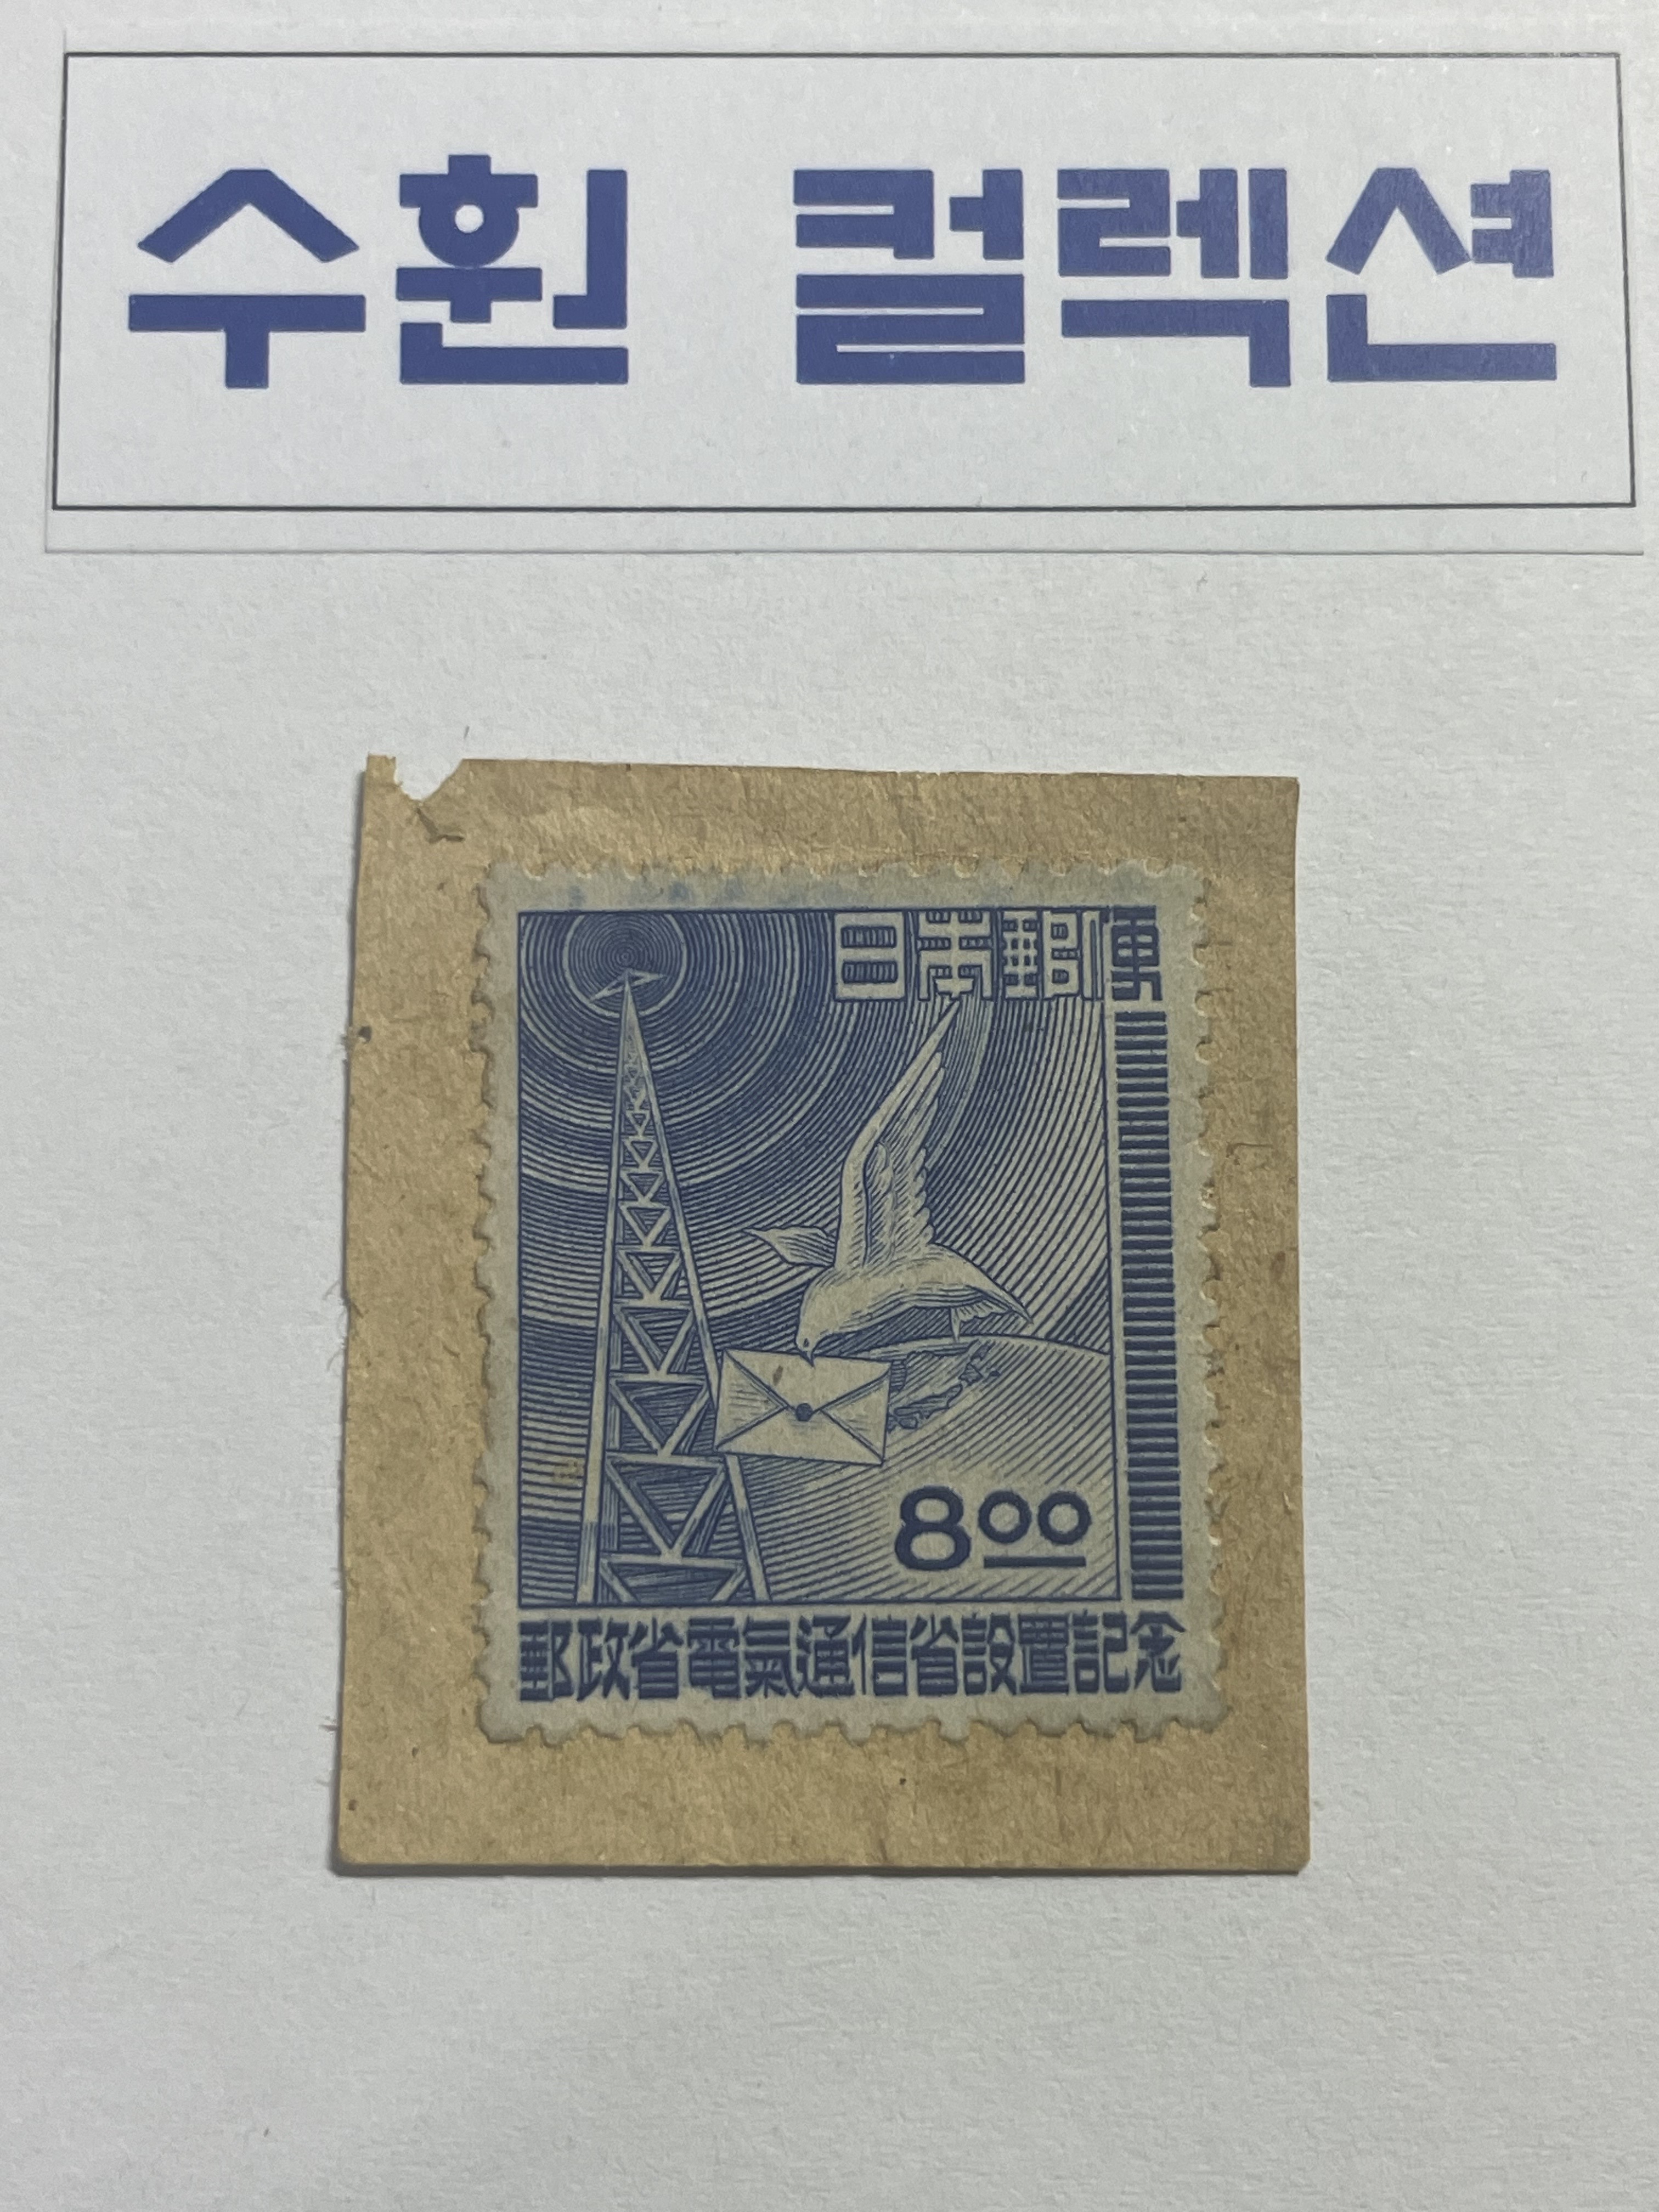 수훤 컬렉션
日本郵便
8.00
郵政省電氣通信省設置記念